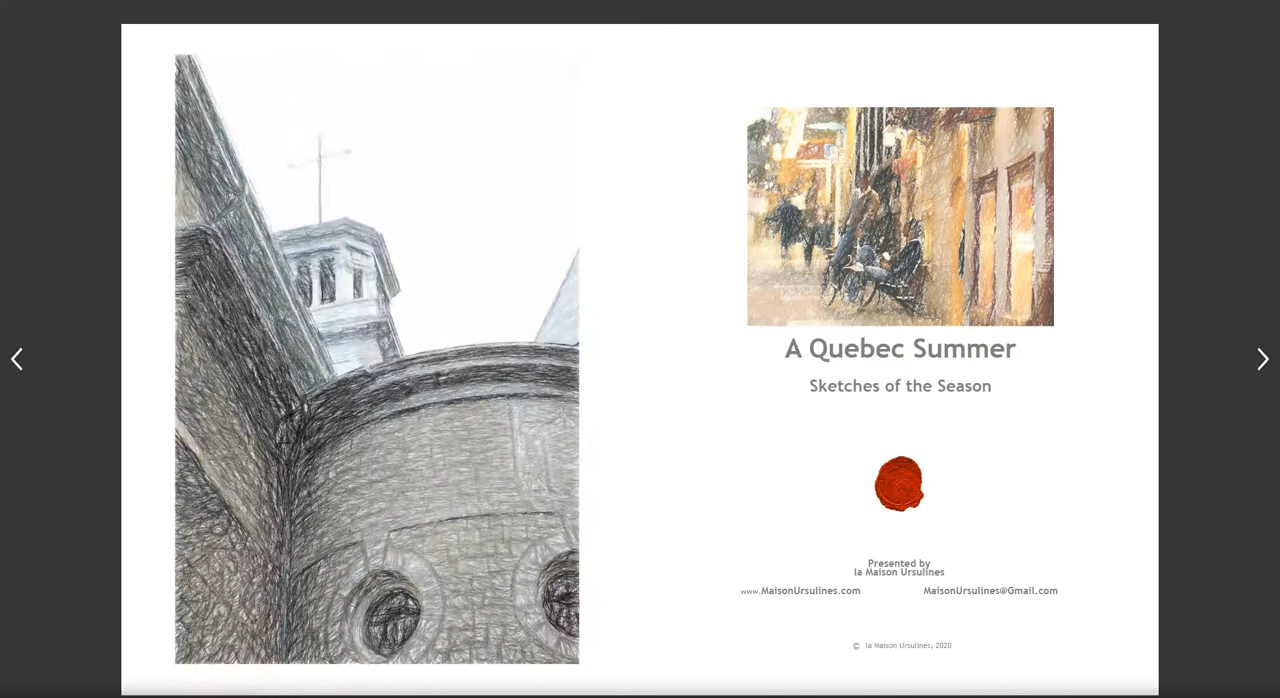 A Quebec Summer
Sketches of the Season
Presented by
la Maison Ursulines
www.MaisonUrsulines.com
MaisonUrsulines@Gmail.com
© la Maison Ursulines, 2020